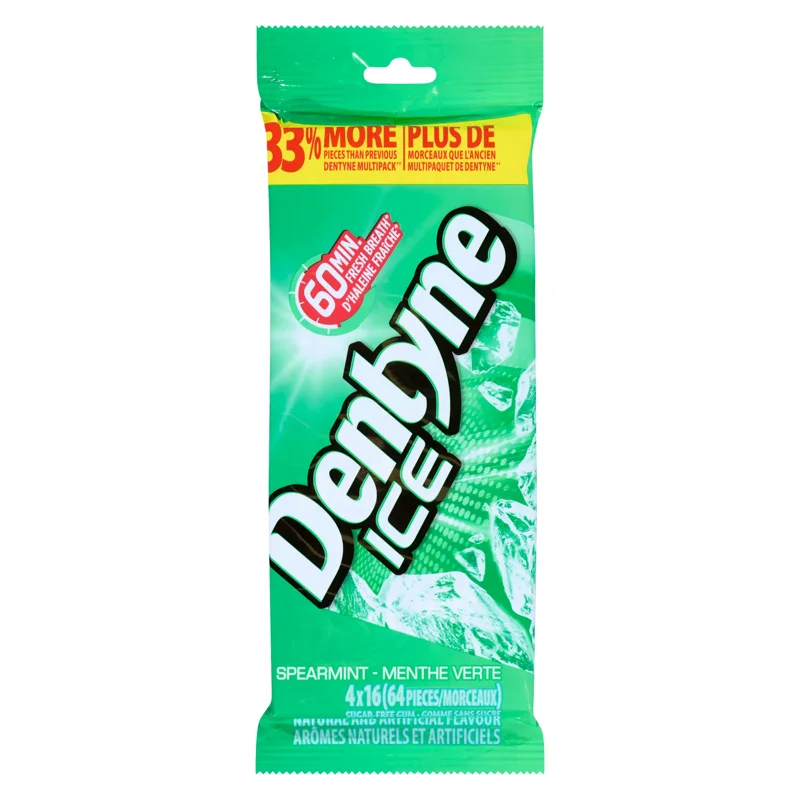 33% MORE
PIECES THAN PREVIOUS
DENTYNE MULTIPACK**
PLUS DE
MORCEAUX QUE L'ANCIEN
MULTIPAQUET DE DENTYNE**
60 MIN.
FRESH BREATH*
D'HALEINE FRAÎCHE*
Dentyne
ICE
SPEARMINT - MENTHE VERTE
4x16 (64 PIECES/MORCEAUX)
SUGAR-FREE GUM - GOMME SANS SUCRE
NATURAL AND ARTIFICIAL FLAVOUR
ARÔMES NATURELS ET ARTIFICIELS